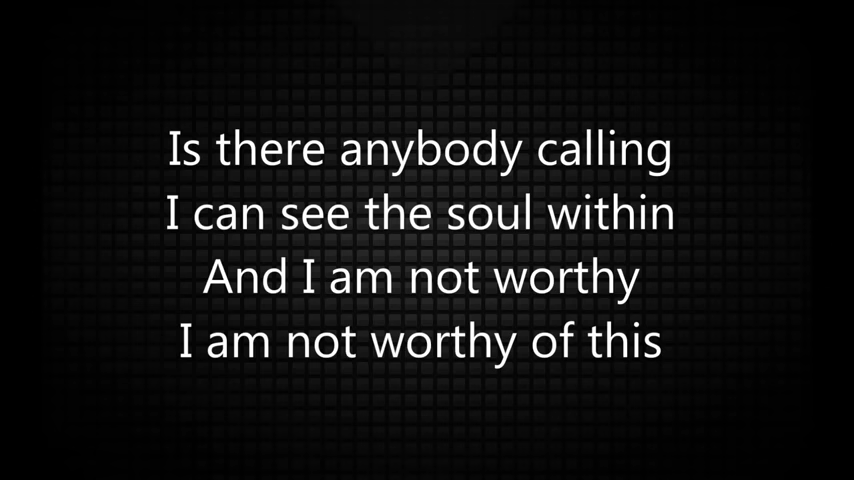 Is there anybody calling
I can see the soul within
And I am not worthy
I am not worthy of this